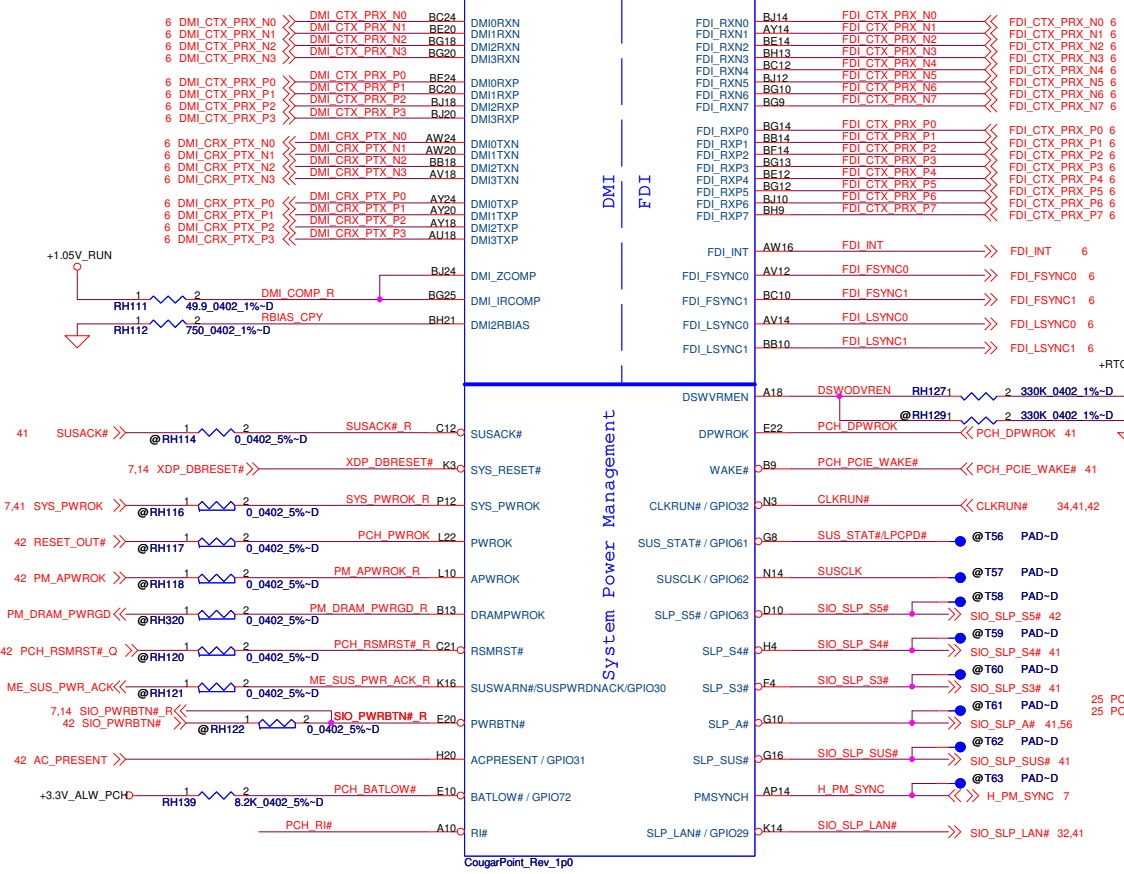 6 DMI_CTX_PRX_N0 DMI_CTX_PRX_N0 BC24 DMI0RXN
6 DMI_CTX_PRX_N1 DMI_CTX_PRX_N1 BE20 DMI1RXN
6 DMI_CTX_PRX_N2 DMI_CTX_PRX_N2 BG18 DMI2RXN
6 DMI_CTX_PRX_N3 DMI_CTX_PRX_N3 BG20 DMI3RXN
6 DMI_CTX_PRX_P0 DMI_CTX_PRX_P0 BE24 DMI0RXP
6 DMI_CTX_PRX_P1 DMI_CTX_PRX_P1 BC20 DMI1RXP
6 DMI_CTX_PRX_P2 DMI_CTX_PRX_P2 BJ18 DMI2RXP
6 DMI_CTX_PRX_P3 DMI_CTX_PRX_P3 BJ20 DMI3RXP
6 DMI_CRX_PTX_N0 DMI_CRX_PTX_N0 AW24 DMI0TXN
6 DMI_CRX_PTX_N1 DMI_CRX_PTX_N1 AW20 DMI1TXN
6 DMI_CRX_PTX_N2 DMI_CRX_PTX_N2 BB18 DMI2TXN
6 DMI_CRX_PTX_N3 DMI_CRX_PTX_N3 AV18 DMI3TXN
6 DMI_CRX_PTX_P0 DMI_CRX_PTX_P0 AY24 DMI0TXP
6 DMI_CRX_PTX_P1 DMI_CRX_PTX_P1 AY20 DMI1TXP
6 DMI_CRX_PTX_P2 DMI_CRX_PTX_P2 AY18 DMI2TXP
6 DMI_CRX_PTX_P3 DMI_CRX_PTX_P3 AU18 DMI3TXP
+1.05V_RUN
BJ24 DMI_ZCOMP
RH111 1 2 49.9_0402_1%~D DMI_COMP_R BG25 DMI_IRCOMP
RH112 1 2 750_0402_1%~D RBIAS_CPY BH21 DMI2RBIAS
DMI
FDI
FDI_RXN0 BJ14 FDI_CTX_PRX_N0 FDI_CTX_PRX_N0 6
FDI_RXN1 AY14 FDI_CTX_PRX_N1 FDI_CTX_PRX_N1 6
FDI_RXN2 BE14 FDI_CTX_PRX_N2 FDI_CTX_PRX_N2 6
FDI_RXN3 BH13 FDI_CTX_PRX_N3 FDI_CTX_PRX_N3 6
FDI_RXN4 BC12 FDI_CTX_PRX_N4 FDI_CTX_PRX_N4 6
FDI_RXN5 BJ12 FDI_CTX_PRX_N5 FDI_CTX_PRX_N5 6
FDI_RXN6 BG10 FDI_CTX_PRX_N6 FDI_CTX_PRX_N6 6
FDI_RXN7 BG9 FDI_CTX_PRX_N7 FDI_CTX_PRX_N7 6
FDI_RXP0 BG14 FDI_CTX_PRX_P0 FDI_CTX_PRX_P0 6
FDI_RXP1 BB14 FDI_CTX_PRX_P1 FDI_CTX_PRX_P1 6
FDI_RXP2 BF14 FDI_CTX_PRX_P2 FDI_CTX_PRX_P2 6
FDI_RXP3 BG13 FDI_CTX_PRX_P3 FDI_CTX_PRX_P3 6
FDI_RXP4 BE12 FDI_CTX_PRX_P4 FDI_CTX_PRX_P4 6
FDI_RXP5 BG12 FDI_CTX_PRX_P5 FDI_CTX_PRX_P5 6
FDI_RXP6 BJ10 FDI_CTX_PRX_P6 FDI_CTX_PRX_P6 6
FDI_RXP7 BH9 FDI_CTX_PRX_P7 FDI_CTX_PRX_P7 6
FDI_INT AW16 FDI_INT FDI_INT 6
FDI_FSYNC0 AV12 FDI_FSYNC0 FDI_FSYNC0 6
FDI_FSYNC1 BC10 FDI_FSYNC1 FDI_FSYNC1 6
FDI_LSYNC0 AV14 FDI_LSYNC0 FDI_LSYNC0 6
FDI_LSYNC1 BB10 FDI_LSYNC1 FDI_LSYNC1 6
+RTC
41 SUSACK# @RH114 1 2 0_0402_5%~D SUSACK#_R C12 SUSACK#
7,14 XDP_DBRESET# XDP_DBRESET# K3 SYS_RESET#
7,41 SYS_PWROK @RH116 1 2 0_0402_5%~D SYS_PWROK_R P12 SYS_PWROK
42 RESET_OUT# @RH117 1 2 0_0402_5%~D PCH_PWROK L22 PWROK
42 PM_APWROK @RH118 1 2 0_0402_5%~D PM_APWROK_R L10 APWROK
PM_DRAM_PWRGD @RH320 1 2 0_0402_5%~D PM_DRAM_PWRGD_R B13 DRAMPWROK
42 PCH_RSMRST#_Q @RH120 1 2 0_0402_5%~D PCH_RSMRST#_R C21 RSMRST#
ME_SUS_PWR_ACK @RH121 1 2 0_0402_5%~D ME_SUS_PWR_ACK_R K16 SUSWARN#/SUSPWRDNACK/GPIO30
7,14 SIO_PWRBTN#_R
42 SIO_PWRBTN# @RH122 1 2 0_0402_5%~D SIO_PWRBTN#_R E20 PWRBTN#
42 AC_PRESENT H20 ACPRESENT / GPIO31
+3.3V_ALW_PCH RH139 1 2 8.2K_0402_5%~D PCH_BATLOW# E10 BATLOW# / GPIO72
PCH_RI# A10 RI#
System Power Management
DSWVRMEN A18 DSWODVREN RH127 1 2 330K_0402_1%~D
@RH129 1 2 330K_0402_1%~D
DPWROK E22 PCH_DPWROK PCH_DPWROK 41
WAKE# B9 PCH_PCIE_WAKE# PCH_PCIE_WAKE# 41
CLKRUN# / GPIO32 N3 CLKRUN# CLKRUN# 34,41,42
SUS_STAT# / GPIO61 G8 SUS_STAT#/LPCPD# @T56 PAD~D
SUSCLK / GPIO62 N14 SUSCLK @T57 PAD~D
@T58 PAD~D
SLP_S5# / GPIO63 D10 SIO_SLP_S5# SIO_SLP_S5# 42
@T59 PAD~D
SLP_S4# H4 SIO_SLP_S4# SIO_SLP_S4# 41
@T60 PAD~D
SLP_S3# F4 SIO_SLP_S3# SIO_SLP_S3# 41
@T61 PAD~D
SLP_A# G10 SIO_SLP_A# SIO_SLP_A# 41,56
@T62 PAD~D
SLP_SUS# G16 SIO_SLP_SUS# SIO_SLP_SUS# 41
@T63 PAD~D
PMSYNCH AP14 H_PM_SYNC H_PM_SYNC 7
SLP_LAN# / GPIO29 K14 SIO_SLP_LAN# SIO_SLP_LAN# 32,41
25 PC
25 PC
CougarPoint_Rev_1p0